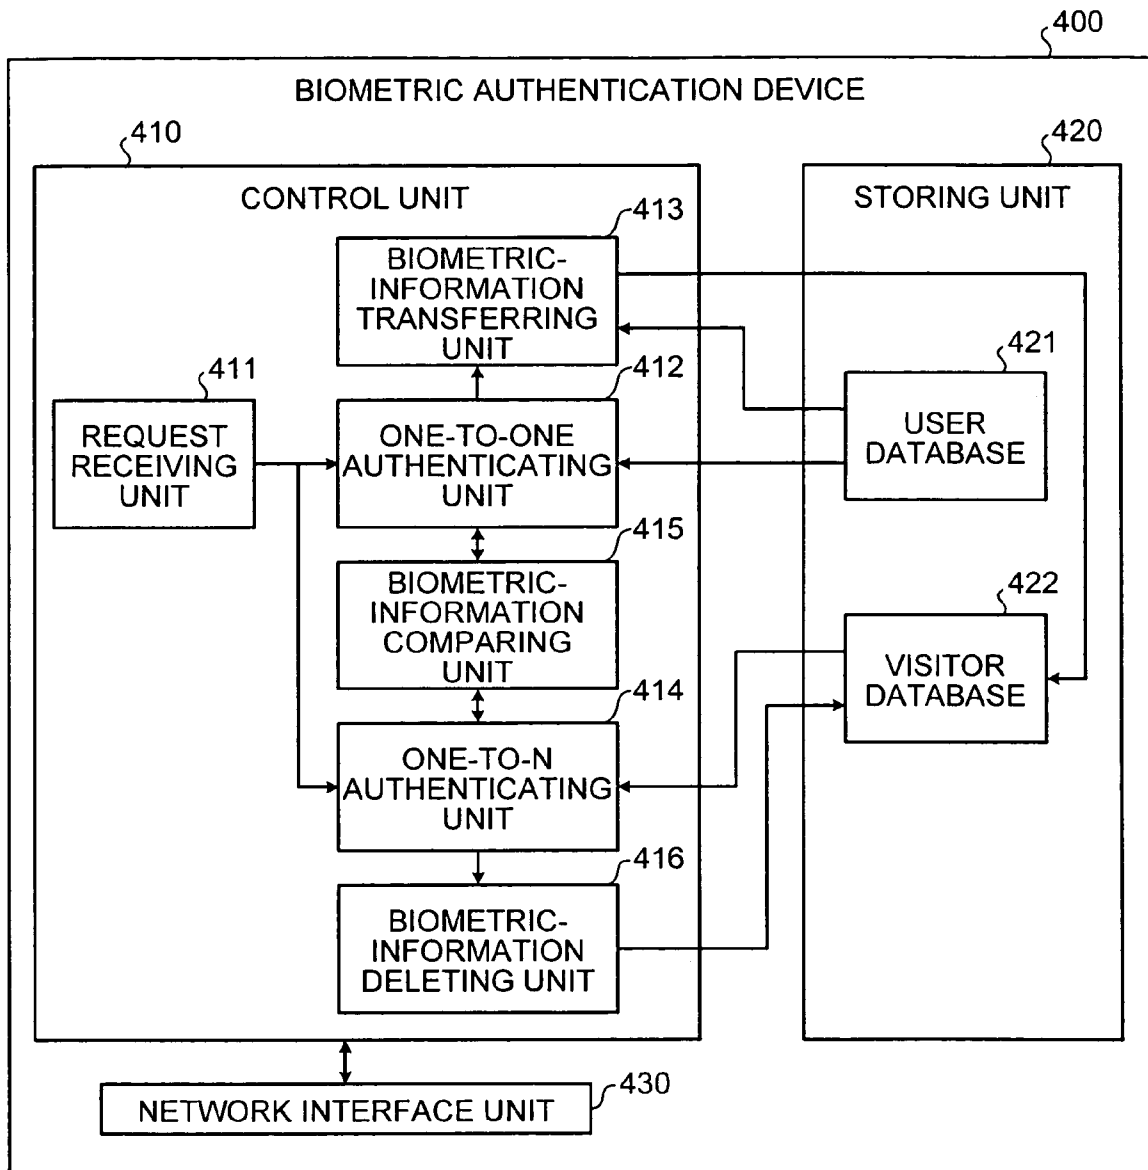 400
BIOMETRIC AUTHENTICATION DEVICE
410
CONTROL UNIT
413
BIOMETRIC-
INFORMATION
TRANSFERRING
UNIT
411
REQUEST
RECEIVING
UNIT
412
ONE-TO-ONE
AUTHENTICATING
UNIT
415
BIOMETRIC-
INFORMATION
COMPARING
UNIT
414
ONE-TO-N
AUTHENTICATING
UNIT
416
BIOMETRIC-
INFORMATION
DELETING UNIT
420
STORING UNIT
421
USER
DATABASE
422
VISITOR
DATABASE
NETWORK INTERFACE UNIT
430